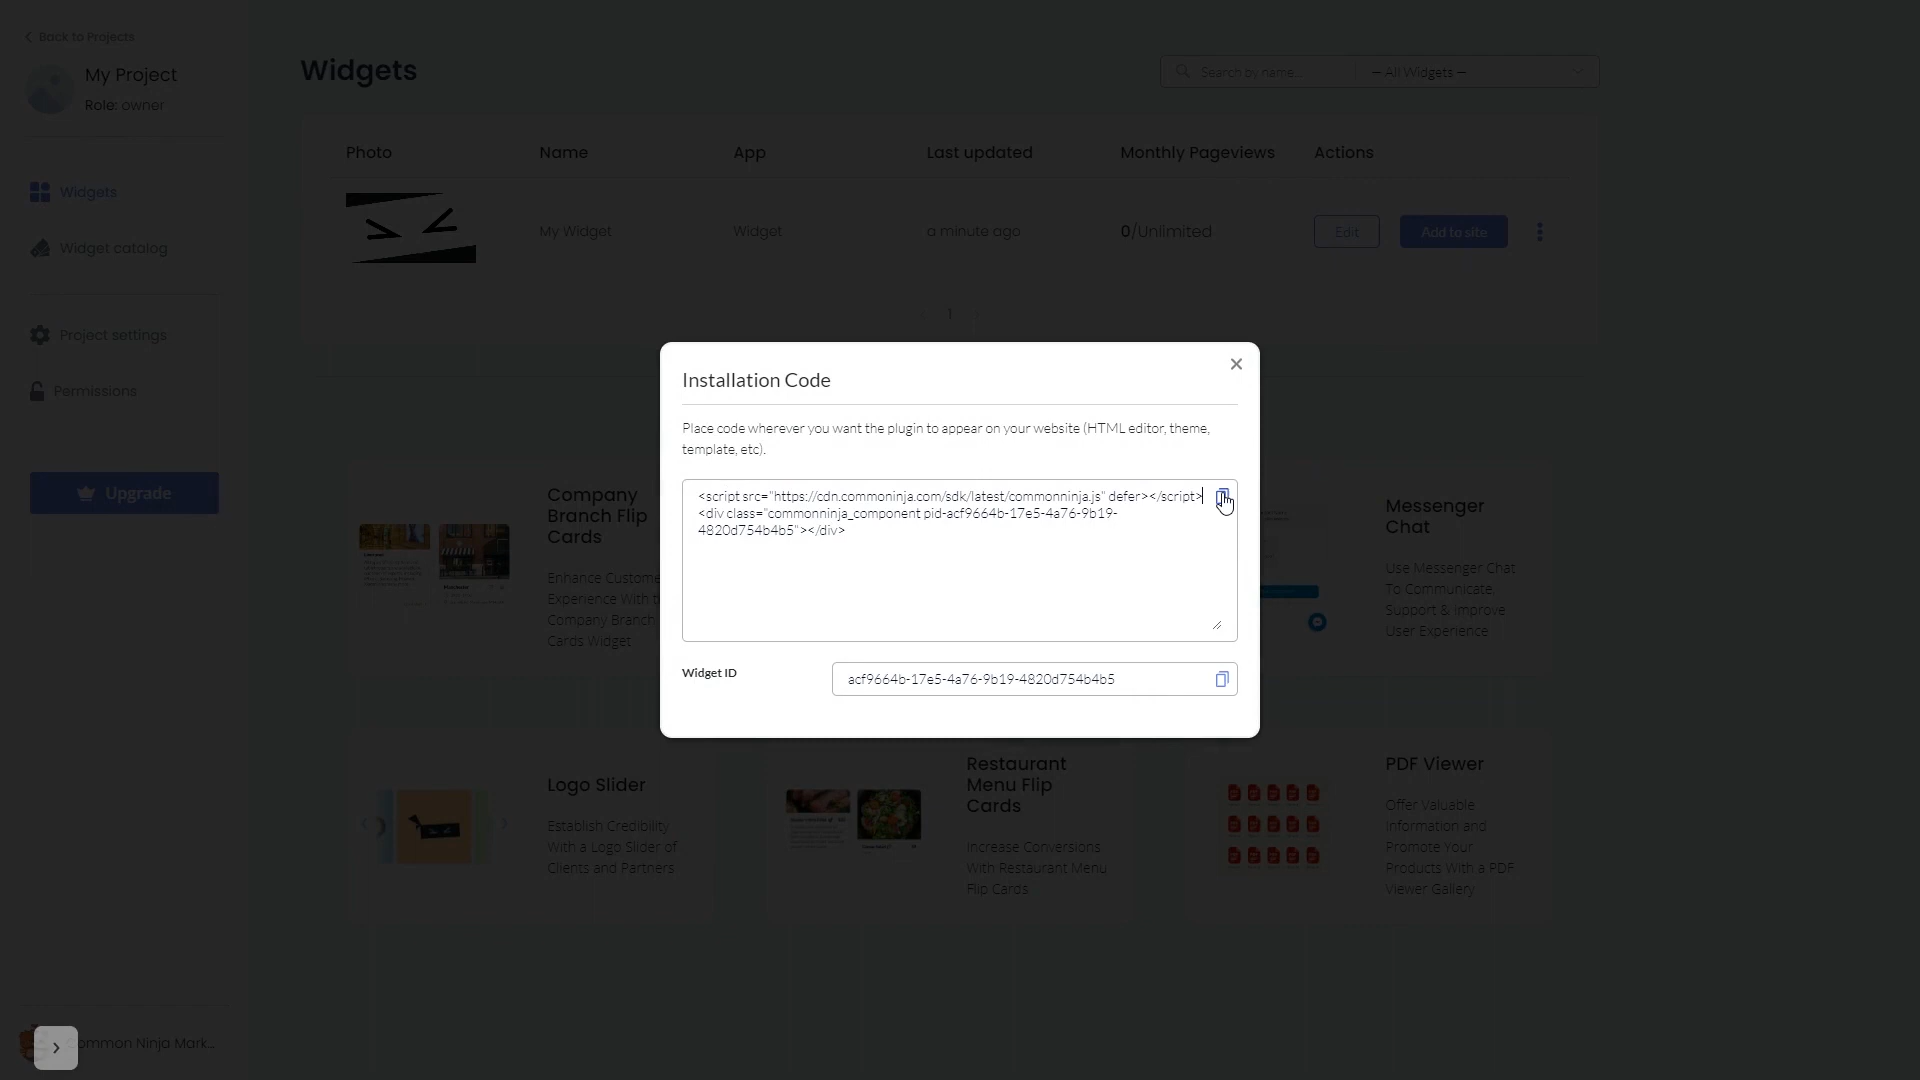 Back to Projects
My Project
Role: owner
Widgets
Widget catalog
Project settings
Permissions
Upgrade
Common Ninja Mark...
Widgets
Search by name...
— All Widgets —
Photo
Name
App
Last updated
Monthly Pageviews
Actions
My Widget
Widget
a minute ago
0/Unlimited
Edit
Add to site
1
Installation Code
Place code wherever you want the plugin to appear on your website (HTML editor, theme,
template, etc).
<script src="https://cdn.commoninja.com/sdk/latest/commonninja.js" defer></script>
<div class="commonninja_component pid-acf9664b-17e5-4a76-9b19-
4820d754b4b5"></div>
Widget ID
acf9664b-17e5-4a76-9b19-4820d754b4b5
Company
Branch Flip
Cards
Enhance Custome
Experience With
Company Branch
Cards Widget
Messenger
Chat
Use Messenger Chat
To Communicate,
Support & Improve
User Experience
Logo Slider
Establish Credibility
With a Logo Slider of
Clients and Partners
Restaurant
Menu Flip
Cards
Increase Conversions
With Restaurant Menu
Flip Cards
PDF Viewer
Offer Valuable
Information and
Promote Your
Products With a PDF
Viewer Gallery